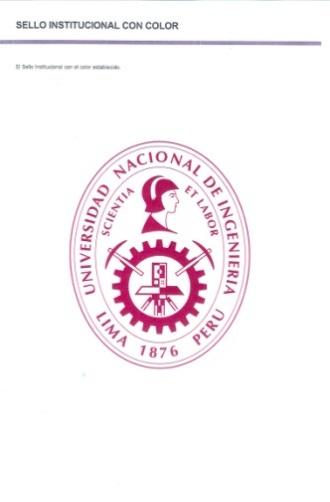 SELLO INSTITUCIONAL CON COLOR
El Sello Institucional con el color establecido.
UNIVERSIDAD NACIONAL DE INGENIERIA
SCIENTIA ET LABOR
LIMA 1876 PERU